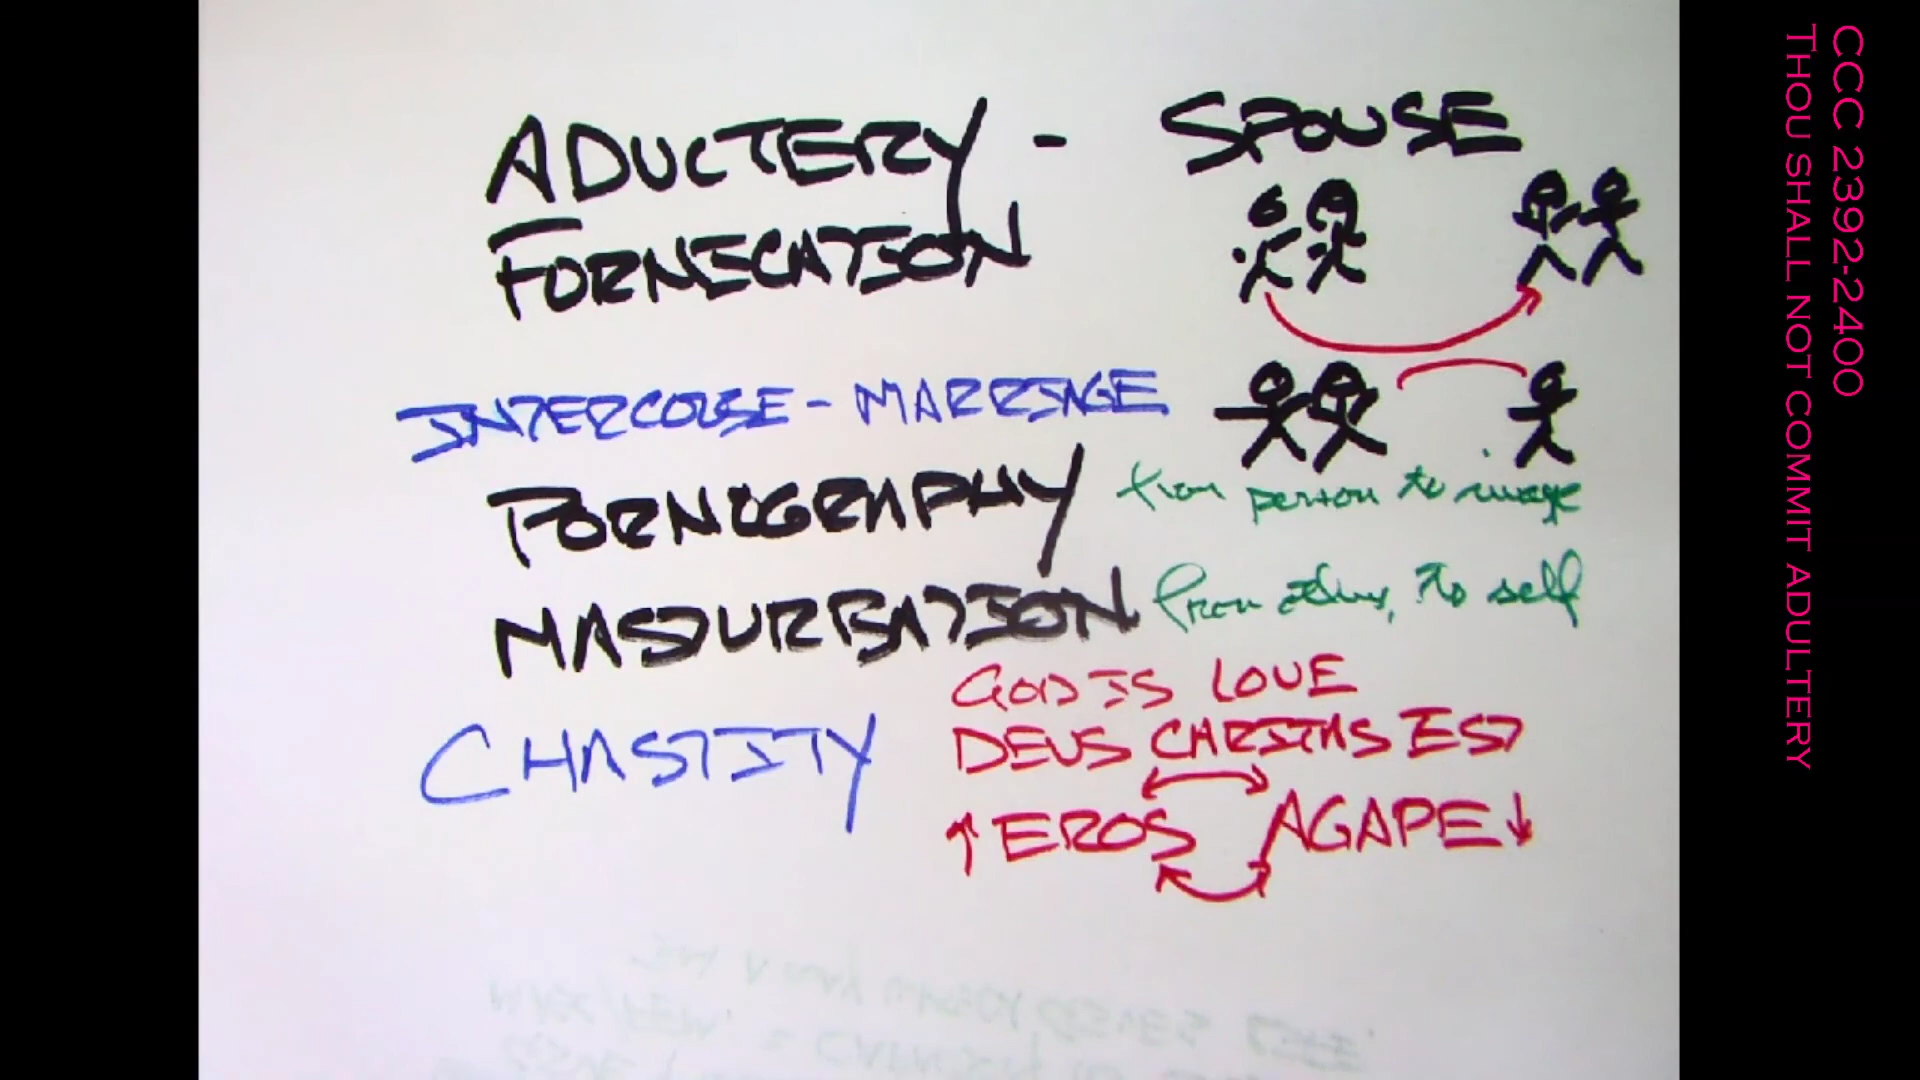 ADULTERY - SPOUSE
FORNICATION
INTERCOURSE - MARRIAGE
PORNOGRAPHY from person to image
MASTURBATION from others, to self
GOD IS LOVE
CHASTITY DEUS CARITAS EST
↑ EROS AGAPE ↓
CCC 2392-2400
THOU SHALL NOT COMMIT ADULTERY